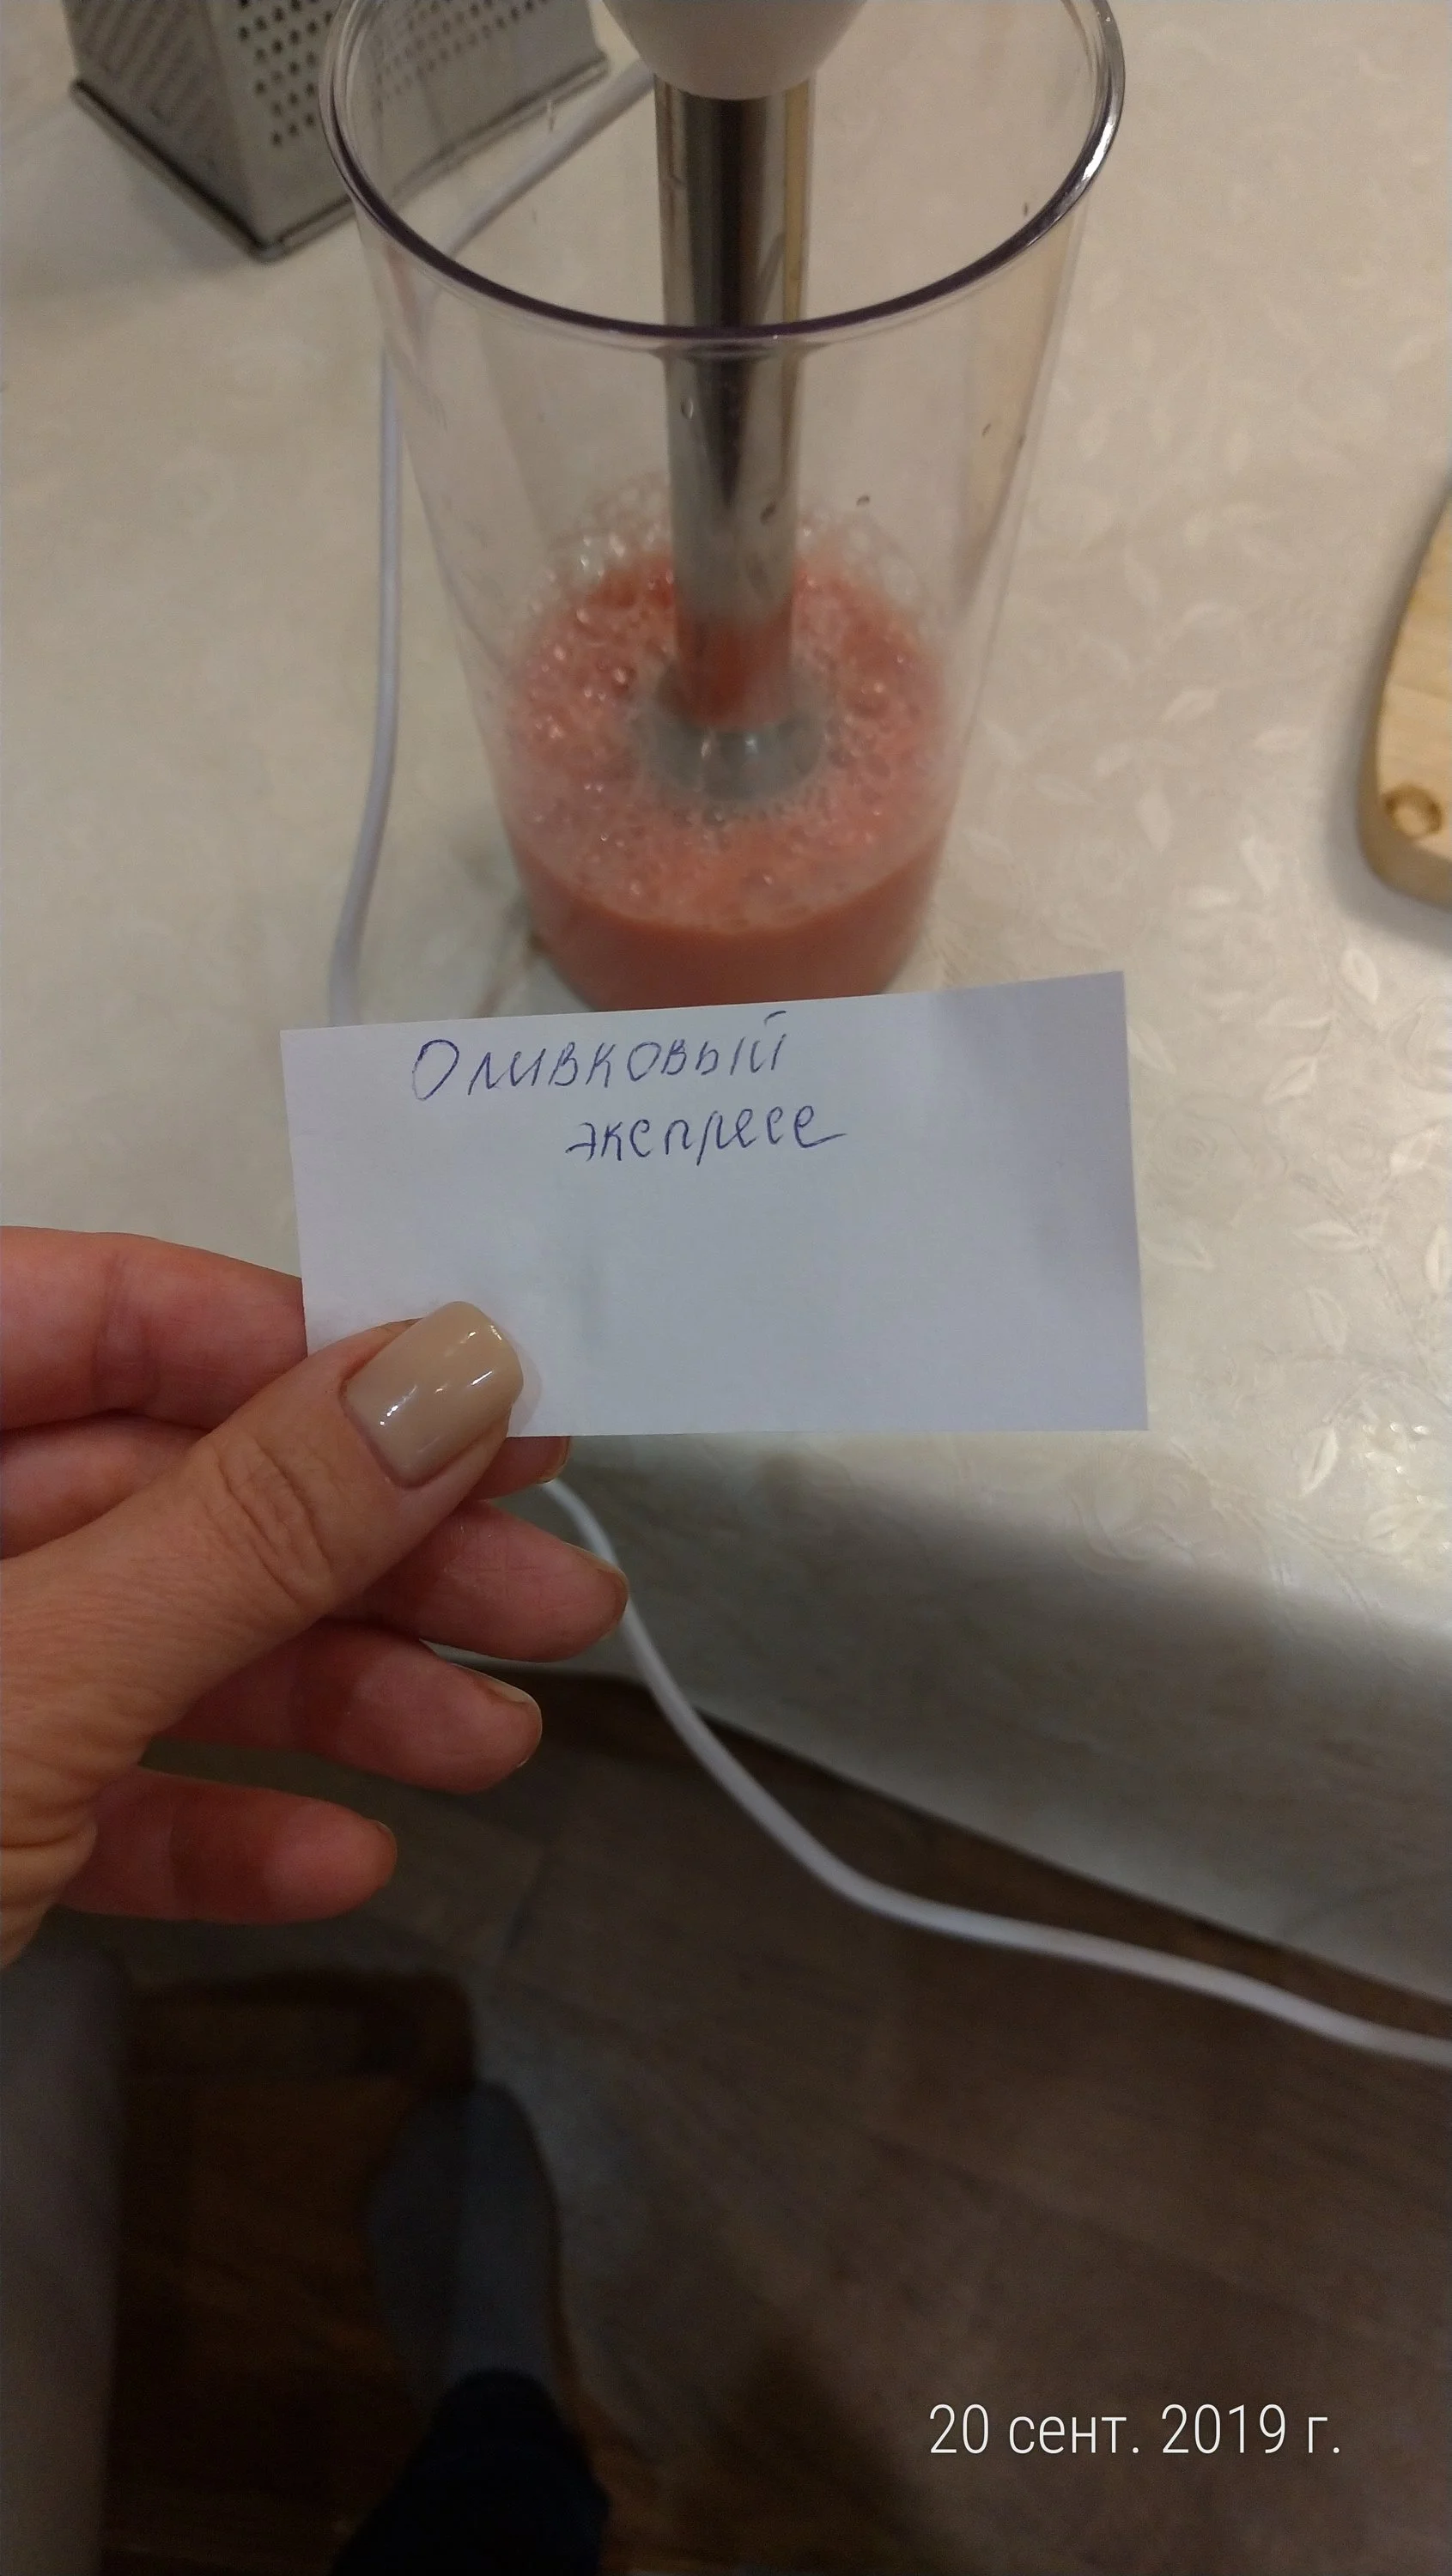 Оливковый
экспресс
20 сент. 2019 г.